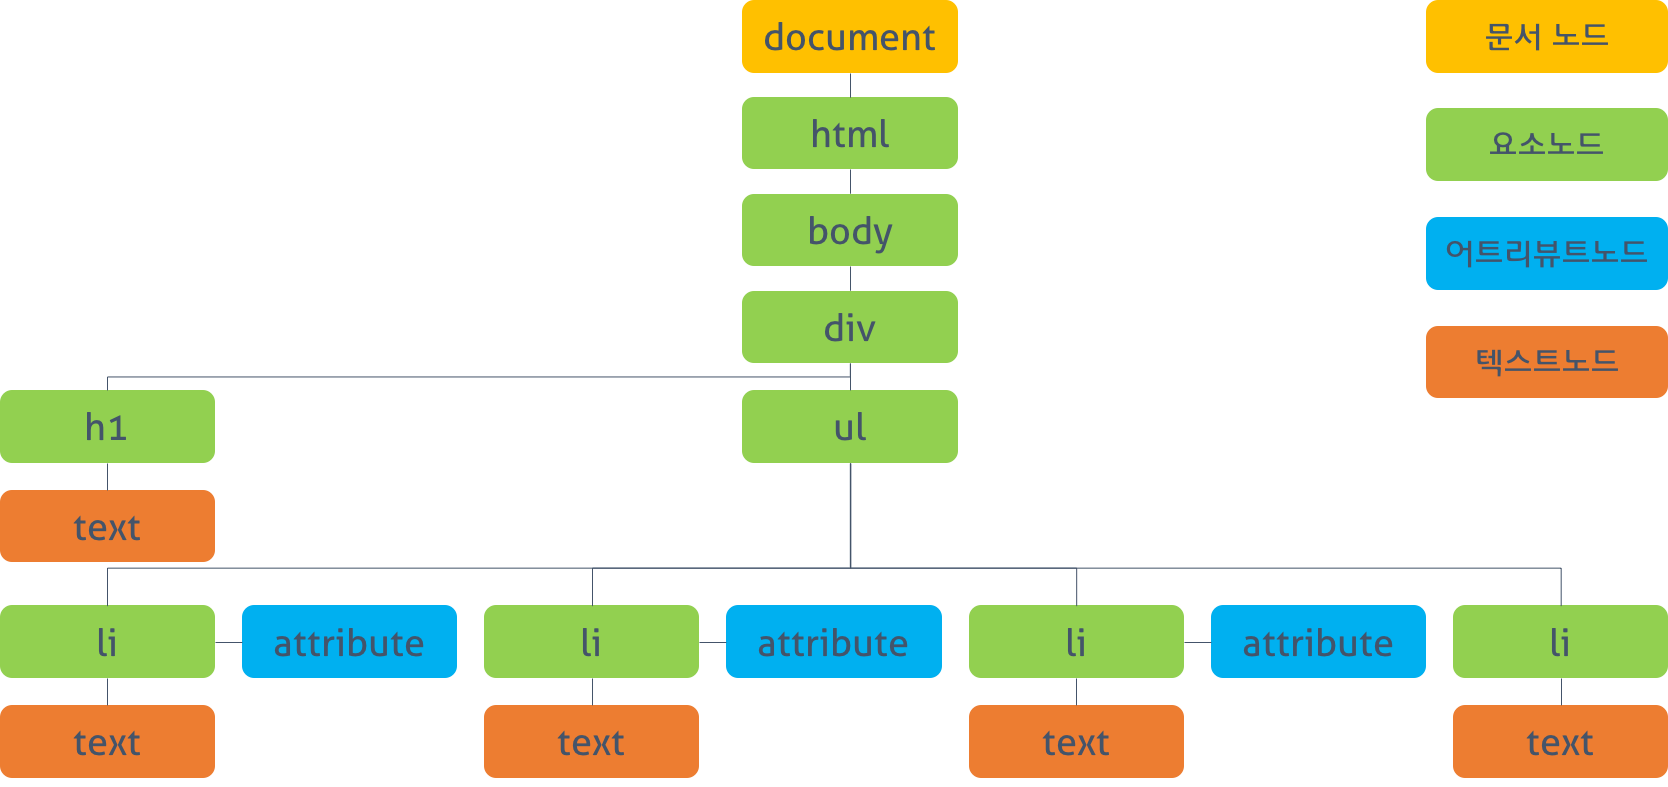 document
문서 노드
html
요소노드
body
어트리뷰트노드
div
텍스트노드
h1
ul
text
li
attribute
li
attribute
li
attribute
li
text
text
text
text